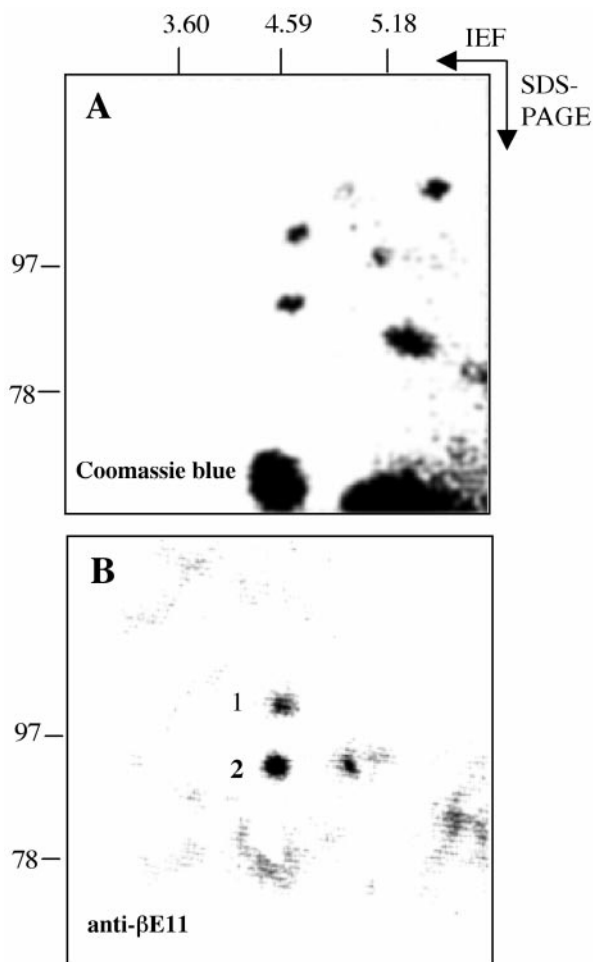 3.60 4.59 5.18
IEF
SDS-
PAGE
A
97
78
Coomassie blue
B
1
97
2
78
anti-βE11